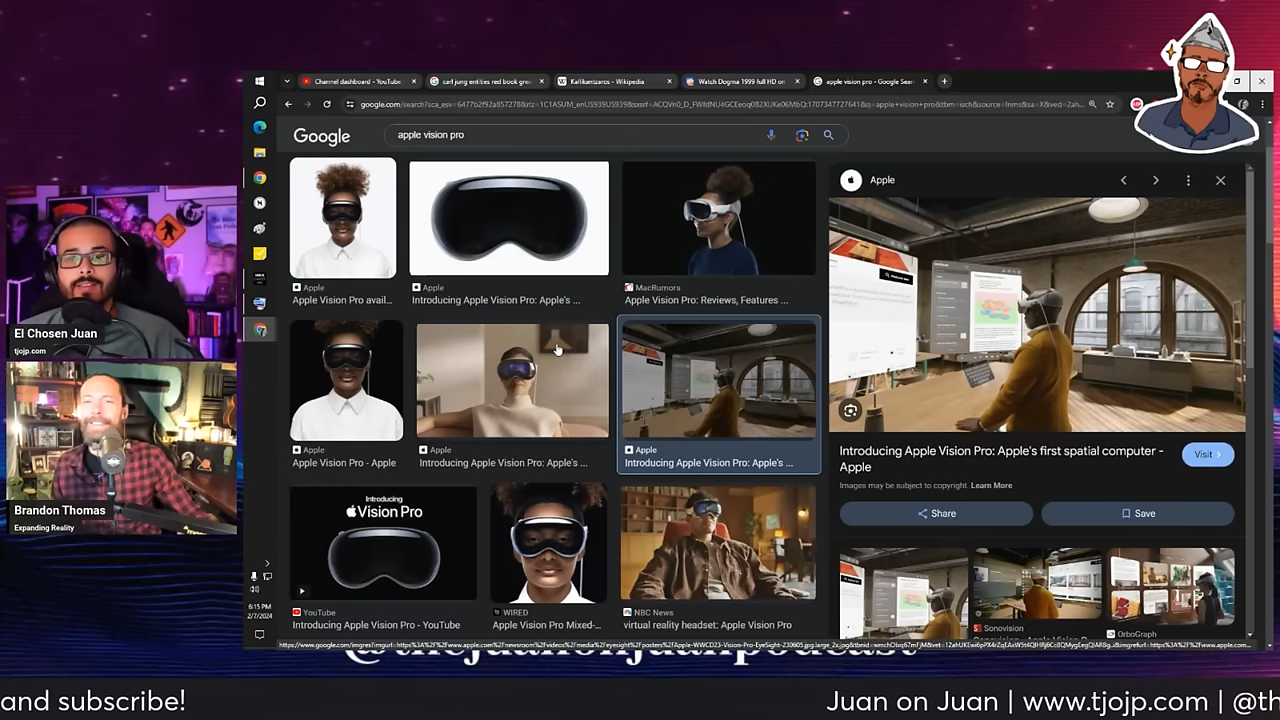 Channel dashboard - YouTube
carl jung entities red book gre
Kallikantzaros - Wikipedia
Watch Dogma 1999 full HD on
apple vision pro - Google Sear
Google
apple vision pro
Apple
Apple Vision Pro avail...
Apple
Introducing Apple Vision Pro: Apple's ...
MacRumors
Apple Vision Pro: Reviews, Features ...
Apple
Apple Vision Pro - Apple
Apple
Introducing Apple Vision Pro: Apple's ...
Apple
Introducing Apple Vision Pro: Apple's ...
Introducing
Vision Pro
YouTube
Introducing Apple Vision Pro - YouTube
WIRED
Apple Vision Pro Mixed-...
NBC News
virtual reality headset: Apple Vision Pro
Apple
Introducing Apple Vision Pro: Apple's first spatial computer -
Apple
Visit
Images may be subject to copyright. Learn More
Share
Save
Sonovision
OrboGraph
El Chosen Juan
tjojp.com
Brandon Thomas
Expanding Reality
6:15 PM
2/7/2024
@thejuanonjuanpodcast
and subscribe!
Juan on Juan | www.tjojp.com | @th